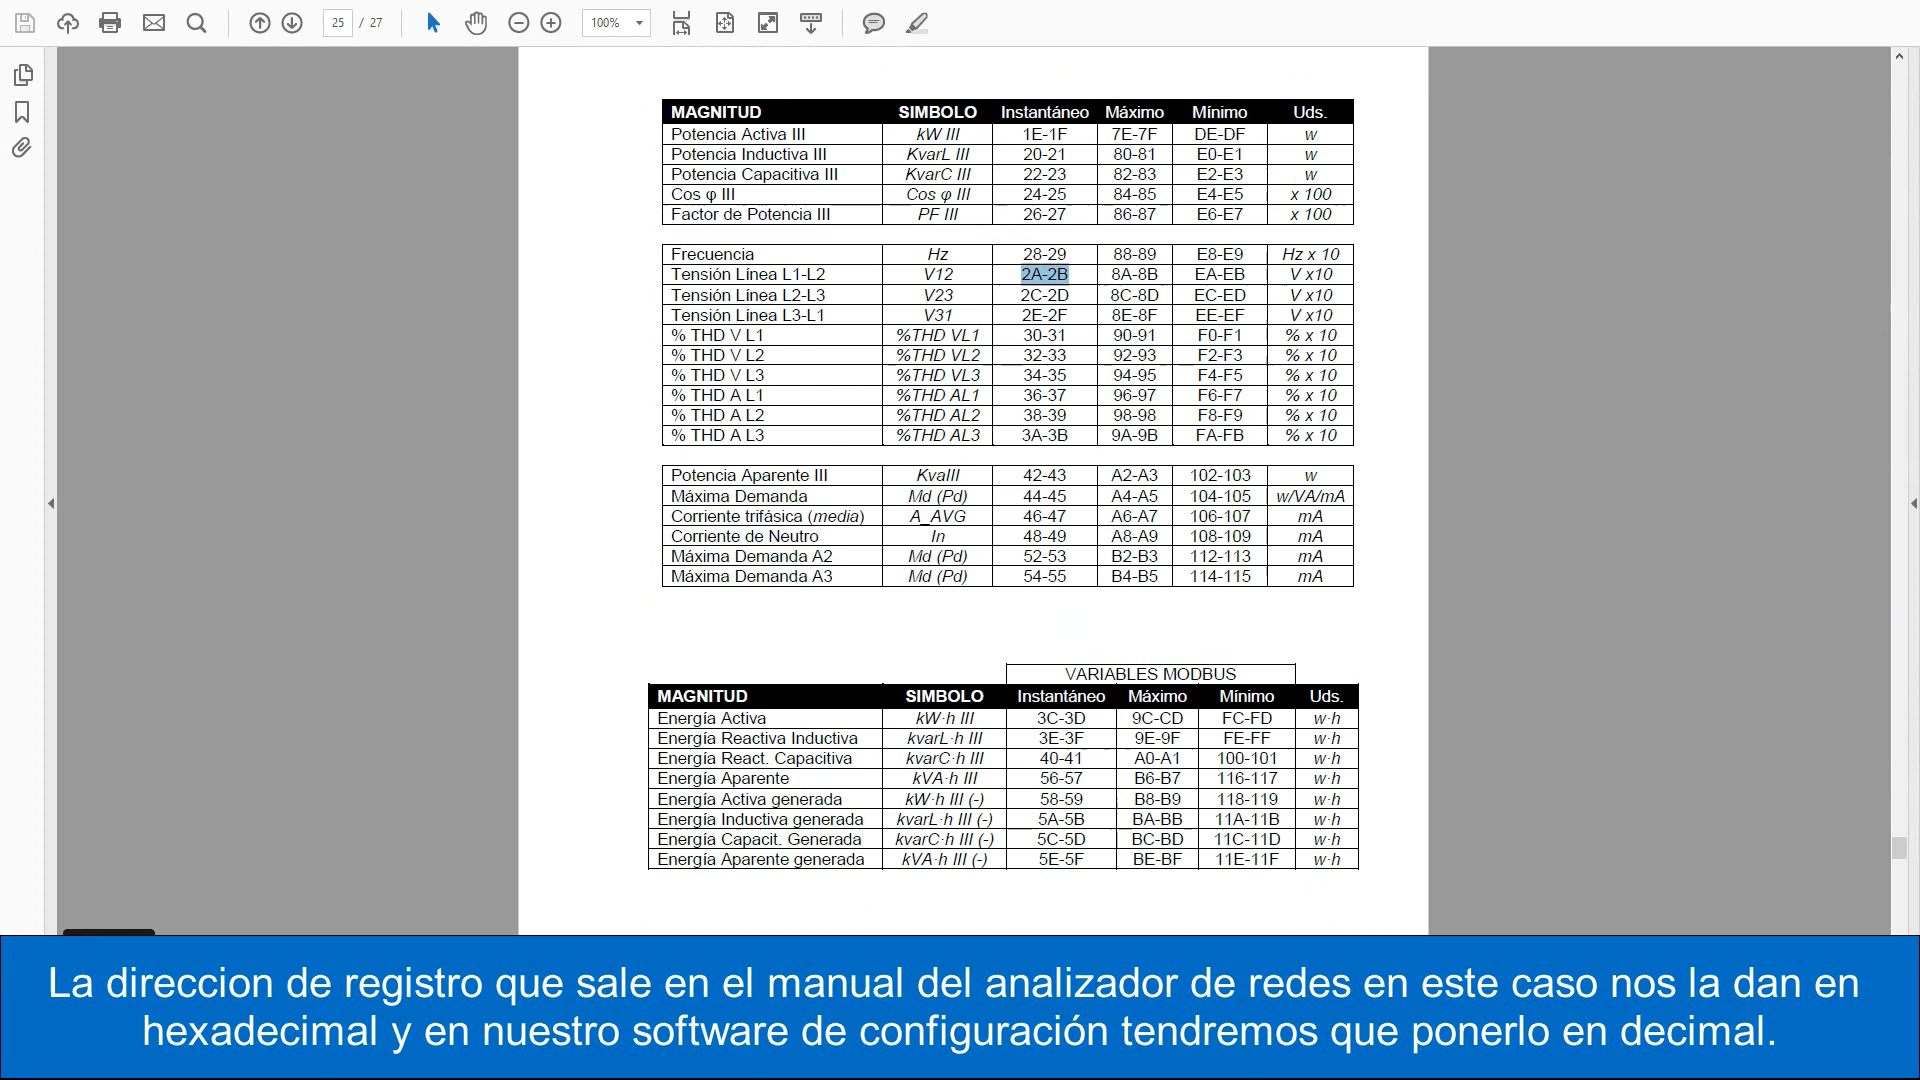 25 / 27 100%
MAGNITUD SIMBOLO Instantáneo Máximo Mínimo Uds.
Potencia Activa III kW III 1E-1F 7E-7F DE-DF w
Potencia Inductiva III KvarL III 20-21 80-81 E0-E1 w
Potencia Capacitiva III KvarC III 22-23 82-83 E2-E3 w
Cos φ III Cos φ III 24-25 84-85 E4-E5 x 100
Factor de Potencia III PF III 26-27 86-87 E6-E7 x 100
Frecuencia Hz 28-29 88-89 E8-E9 Hz x 10
Tensión Línea L1-L2 V12 2A-2B 8A-8B EA-EB V x10
Tensión Línea L2-L3 V23 2C-2D 8C-8D EC-ED V x10
Tensión Línea L3-L1 V31 2E-2F 8E-8F EE-EF V x10
% THD V L1 %THD VL1 30-31 90-91 F0-F1 % x 10
% THD V L2 %THD VL2 32-33 92-93 F2-F3 % x 10
% THD V L3 %THD VL3 34-35 94-95 F4-F5 % x 10
% THD A L1 %THD AL1 36-37 96-97 F6-F7 % x 10
% THD A L2 %THD AL2 38-39 98-98 F8-F9 % x 10
% THD A L3 %THD AL3 3A-3B 9A-9B FA-FB % x 10
Potencia Aparente III KvaIII 42-43 A2-A3 102-103 w
Máxima Demanda Md (Pd) 44-45 A4-A5 104-105 w/VA/mA
Corriente trifásica (media) A_AVG 46-47 A6-A7 106-107 mA
Corriente de Neutro In 48-49 A8-A9 108-109 mA
Máxima Demanda A2 Md (Pd) 52-53 B2-B3 112-113 mA
Máxima Demanda A3 Md (Pd) 54-55 B4-B5 114-115 mA
VARIABLES MODBUS
MAGNITUD SIMBOLO Instantáneo Máximo Mínimo Uds.
Energía Activa kW·h III 3C-3D 9C-CD FC-FD w·h
Energía Reactiva Inductiva kvarL·h III 3E-3F 9E-9F FE-FF w·h
Energía React. Capacitiva kvarC·h III 40-41 A0-A1 100-101 w·h
Energía Aparente kVA·h III 56-57 B6-B7 116-117 w·h
Energía Activa generada kW·h III (-) 58-59 B8-B9 118-119 w·h
Energía Inductiva generada kvarL·h III (-) 5A-5B BA-BB 11A-11B w·h
Energía Capacit. Generada kvarC·h III (-) 5C-5D BC-BD 11C-11D w·h
Energía Aparente generada kVA·h III (-) 5E-5F BE-BF 11E-11F w·h
La direccion de registro que sale en el manual del analizador de redes en este caso nos la dan en
hexadecimal y en nuestro software de configuración tendremos que ponerlo en decimal.